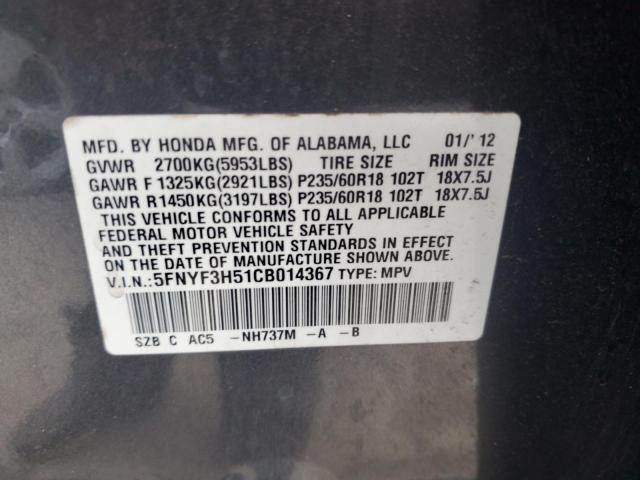 MFD. BY HONDA MFG. OF ALABAMA, LLC 01/'12
GVWR 2700KG(5953LBS) TIRE SIZE RIM SIZE
GAWR F 1325KG(2921LBS) P235/60R18 102T 18X7.5J
GAWR R1450KG(3197LBS) P235/60R18 102T 18X7.5J
THIS VEHICLE CONFORMS TO ALL APPLICABLE
FEDERAL MOTOR VEHICLE SAFETY
AND THEFT PREVENTION STANDARDS IN EFFECT
ON THE DATE OF MANUFACTURE SHOWN ABOVE.
V.I.N.:5FNYF3H51CB014367 TYPE: MPV
SZB C AC5 -NH737M -A -B